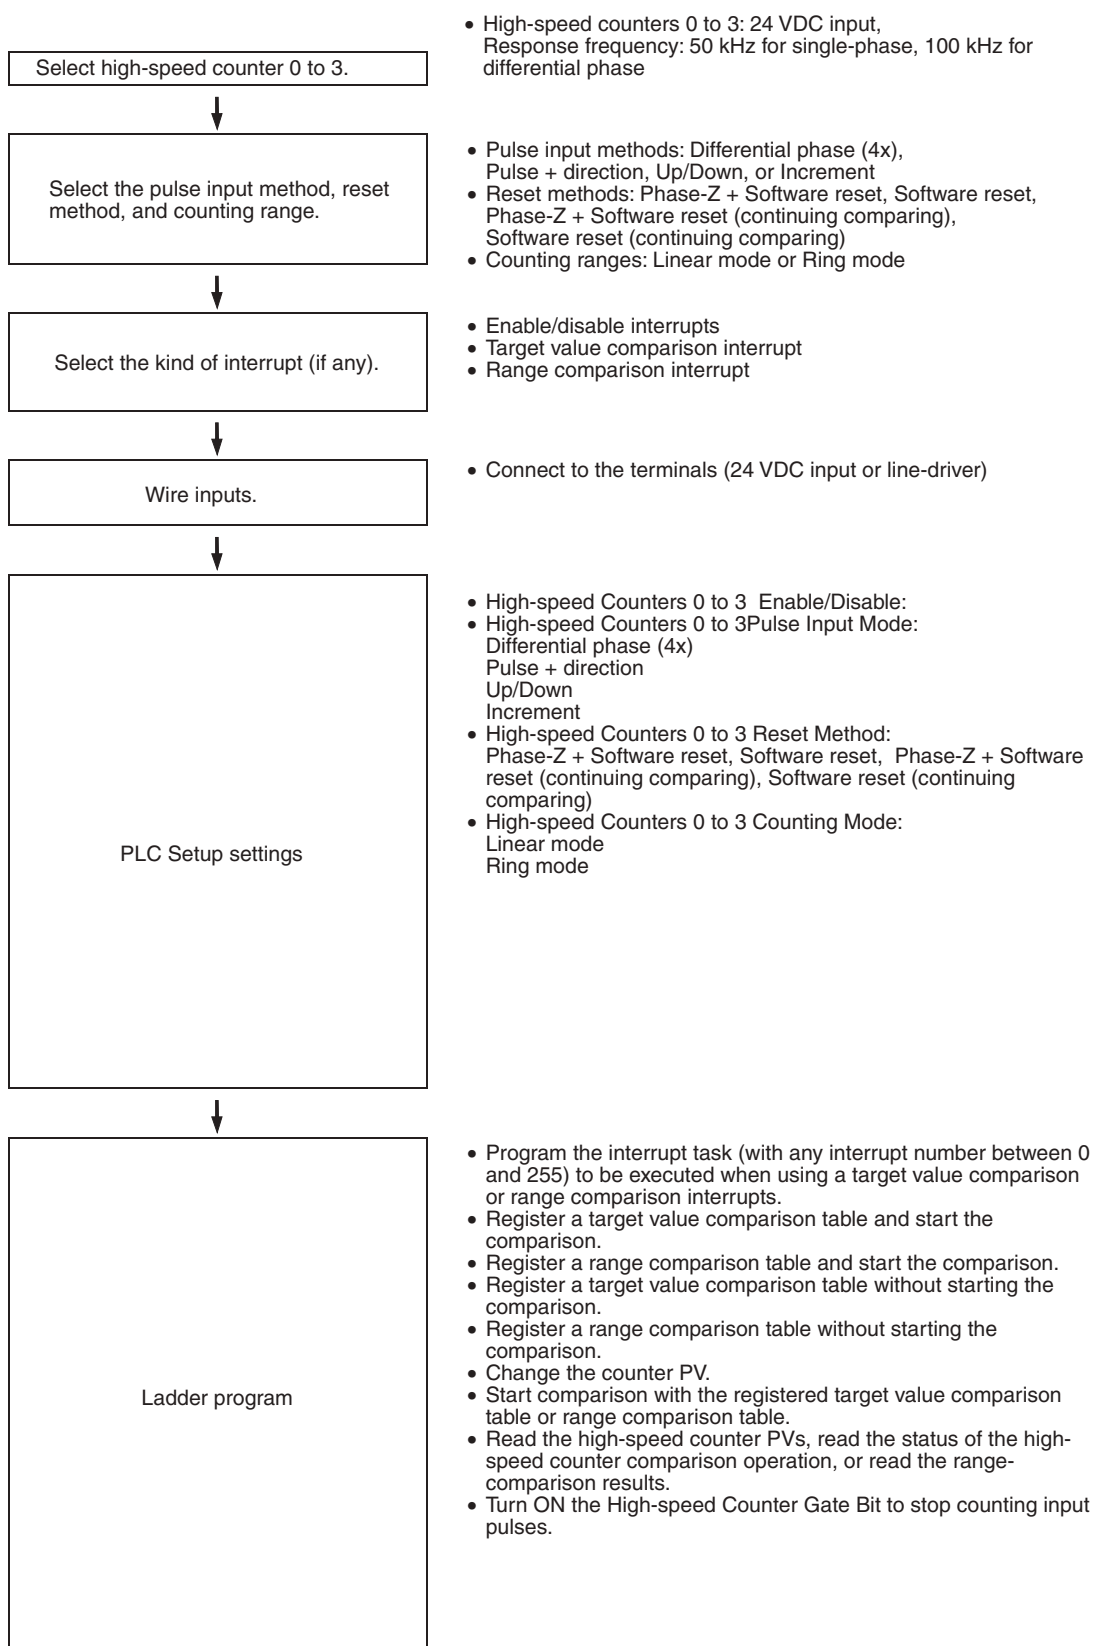 • High-speed counters 0 to 3: 24 VDC input,
Response frequency: 50 kHz for single-phase, 100 kHz for
differential phase
Select high-speed counter 0 to 3.
Select the pulse input method, reset
method, and counting range.
• Pulse input methods: Differential phase (4x),
Pulse + direction, Up/Down, or Increment
• Reset methods: Phase-Z + Software reset, Software reset,
Phase-Z + Software reset (continuing comparing),
Software reset (continuing comparing)
• Counting ranges: Linear mode or Ring mode
Select the kind of interrupt (if any).
• Enable/disable interrupts
• Target value comparison interrupt
• Range comparison interrupt
Wire inputs.
• Connect to the terminals (24 VDC input or line-driver)
PLC Setup settings
• High-speed Counters 0 to 3  Enable/Disable:
• High-speed Counters 0 to 3Pulse Input Mode:
Differential phase (4x)
Pulse + direction
Up/Down
Increment
• High-speed Counters 0 to 3 Reset Method:
Phase-Z + Software reset, Software reset,  Phase-Z + Software
reset (continuing comparing), Software reset (continuing
comparing)
• High-speed Counters 0 to 3 Counting Mode:
Linear mode
Ring mode
Ladder program
• Program the interrupt task (with any interrupt number between 0
and 255) to be executed when using a target value comparison
or range comparison interrupts.
• Register a target value comparison table and start the
comparison.
• Register a range comparison table and start the comparison.
• Register a target value comparison table without starting the
comparison.
• Register a range comparison table without starting the
comparison.
• Change the counter PV.
• Start comparison with the registered target value comparison
table or range comparison table.
• Read the high-speed counter PVs, read the status of the high-
speed counter comparison operation, or read the range-
comparison results.
• Turn ON the High-speed Counter Gate Bit to stop counting input
pulses.